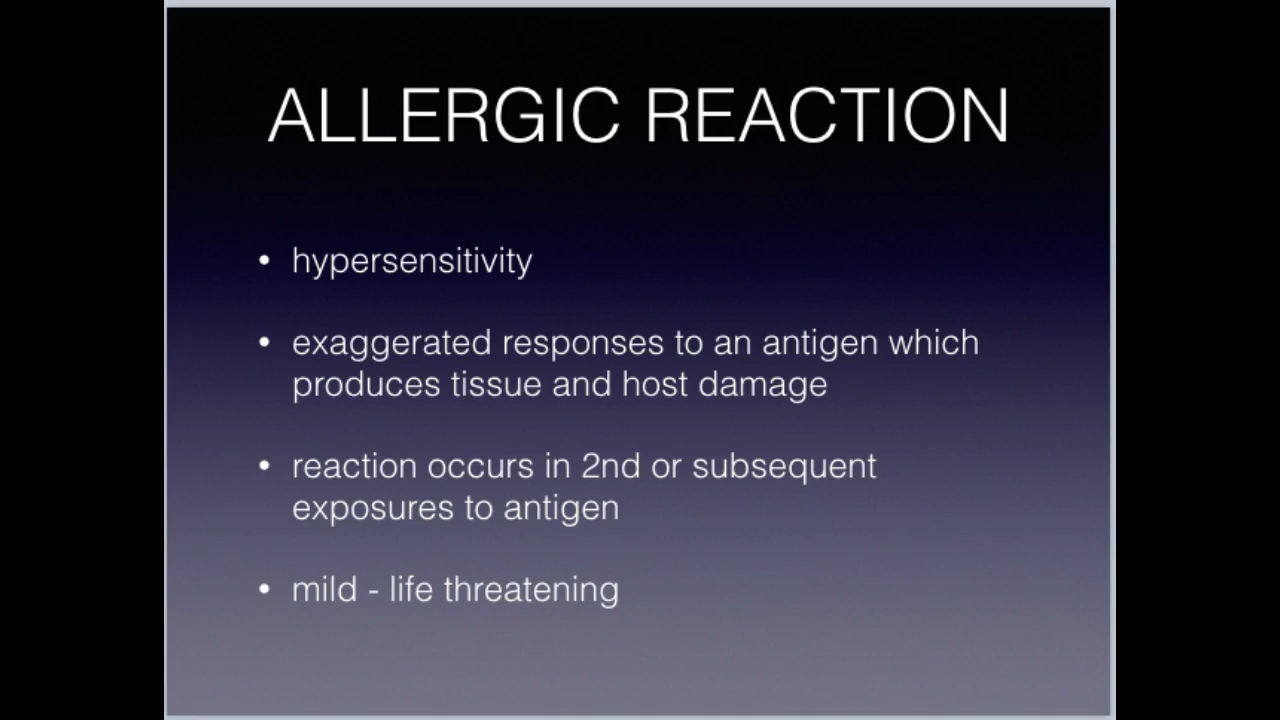 ALLERGIC REACTION
• hypersensitivity
• exaggerated responses to an antigen which
produces tissue and host damage
• reaction occurs in 2nd or subsequent
exposures to antigen
• mild - life threatening